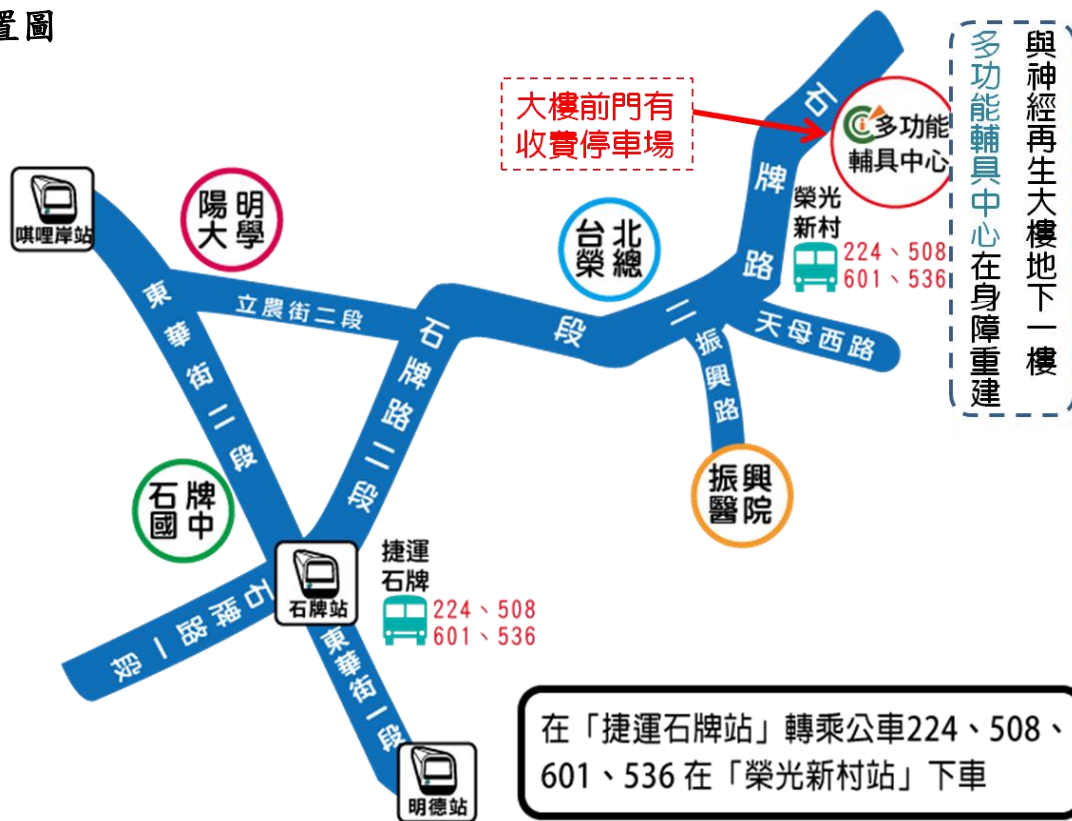 置圖
大樓前門有
收費停車場
多功能
輔具中心
與神經再生大樓地下一樓
多功能輔具中心在身障重建
石牌路二段
榮光
新村
224、508
601、536
台北
榮總
天母西路
振興路
振興
醫院
唭哩岸站
陽明
大學
立農街二段
東華街二段
石牌路二段
石牌
國中
石牌站
捷運
石牌
224、508
601、536
石牌路一段
東華街一段
明德站
在「捷運石牌站」轉乘公車224、508、
601、536 在「榮光新村站」下車